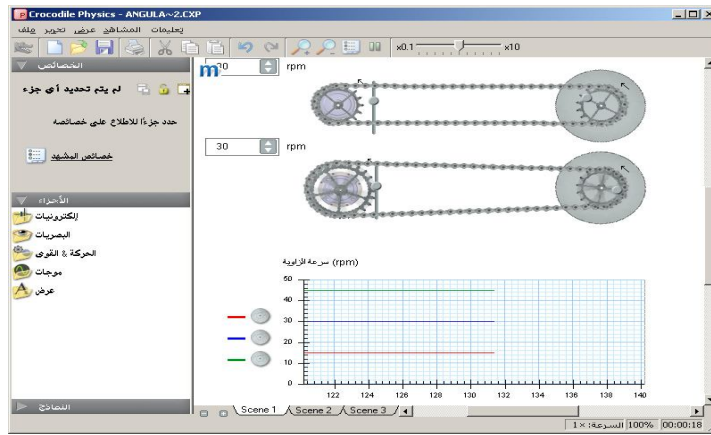 Crocodile Physics - ANGULA~2.CXP
ملف تحرير عرض المشاهد تعليمات
x0.1 x10
الخصائص
لم يتم تحديد أي جزء
حدد جزءًا للاطلاع على خصائصه
خصائص المشهد
الأجزاء
إلكترونيات
البصريات
الحركة & القوى
موجات
عرض
النماذج
m
30 rpm
30 rpm
سرعة الزاوية (rpm)
50
40
30
20
10
0
122 124 126 128 130 132 134 136 138 140
Scene 1 Scene 2 Scene 3
السرعة: 1× 100% 00:00:18